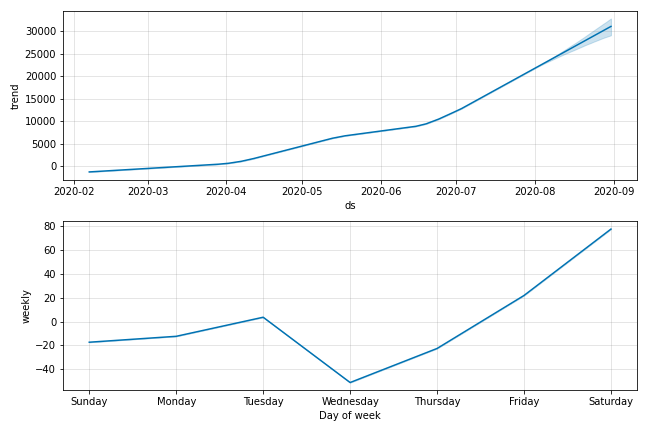 30000
25000
20000
15000
10000
5000
0
trend
2020-02 2020-03 2020-04 2020-05 2020-06 2020-07 2020-08 2020-09
ds
80
60
40
20
0
−20
−40
weekly
Sunday Monday Tuesday Wednesday Thursday Friday Saturday
Day of week